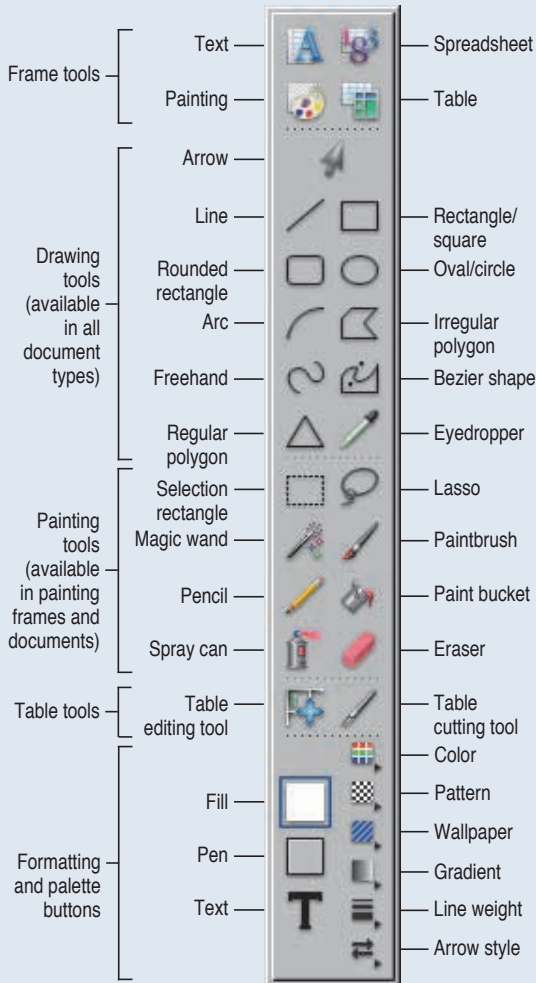 Frame tools
Text
Spreadsheet
Painting
Table
Drawing
tools
(available
in all
document
types)
Arrow
Line
Rectangle/
square
Rounded
rectangle
Oval/circle
Arc
Irregular
polygon
Freehand
Bezier shape
Regular
polygon
Eyedropper
Painting
tools
(available
in painting
frames and
documents)
Selection
rectangle
Lasso
Magic wand
Paintbrush
Pencil
Paint bucket
Spray can
Eraser
Table tools
Table
editing tool
Table
cutting tool
Formatting
and palette
buttons
Fill
Pen
Text
Color
Pattern
Wallpaper
Gradient
Line weight
Arrow style
A
183
T